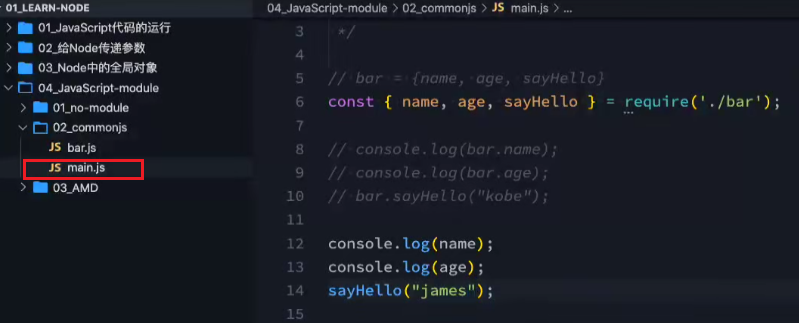 01_LEARN-NODE
01_JavaScript代码的运行
02_给Node传递参数
03_Node中的全局对象
04_JavaScript-module
01_no-module
02_commonjs
JS bar.js
JS main.js
03_AMD
04_JavaScript-module > 02_commonjs > JS main.js > ...
3 */
4
5 // bar = {name, age, sayHello}
6 const { name, age, sayHello } = require('./bar');
7
8 // console.log(bar.name);
9 // console.log(bar.age);
10 // bar.sayHello("kobe");
11
12 console.log(name);
13 console.log(age);
14 sayHello("james");
15